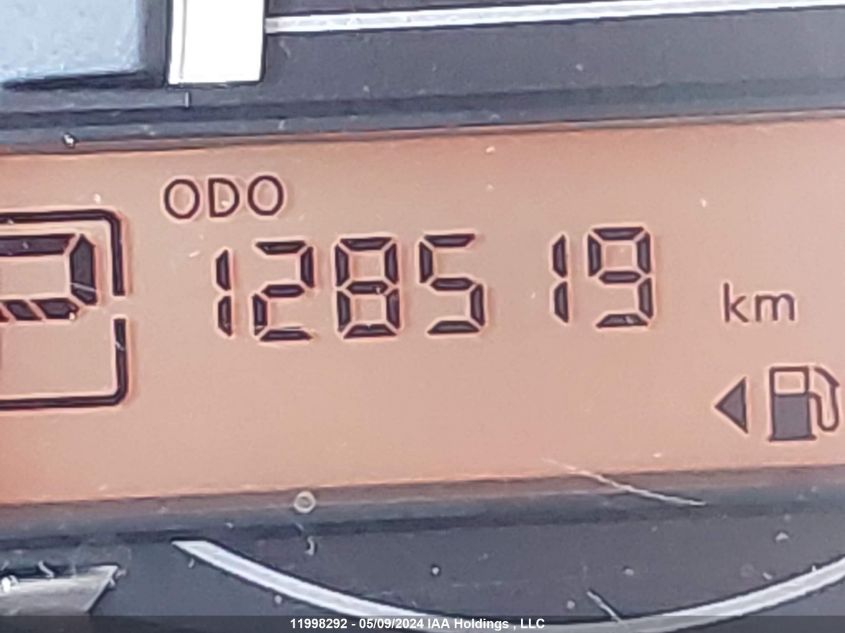 ODO
128519 km
P
11998292 - 05/09/2024 IAA Holdings , LLC